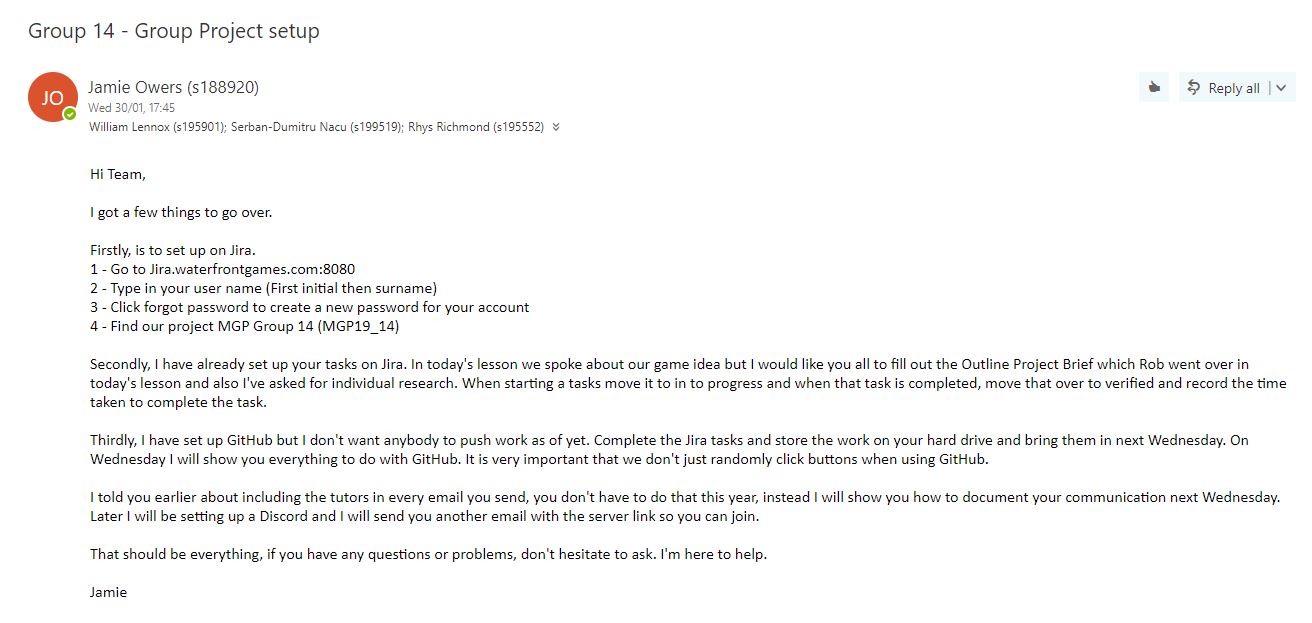 Group 14 - Group Project setup
JO
Jamie Owers (s188920)
Wed 30/01, 17:45
Reply all
William Lennox (s195901); Serban-Dumitru Nacu (s199519); Rhys Richmond (s195552)
Hi Team,
I got a few things to go over.
Firstly, is to set up on Jira.
1 - Go to Jira.waterfrontgames.com:8080
2 - Type in your user name (First initial then surname)
3 - Click forgot password to create a new password for your account
4 - Find our project MGP Group 14 (MGP19_14)
Secondly, I have already set up your tasks on Jira. In today's lesson we spoke about our game idea but I would like you all to fill out the Outline Project Brief which Rob went over in
today's lesson and also I've asked for individual research. When starting a tasks move it to in to progress and when that task is completed, move that over to verified and record the time
taken to complete the task.
Thirdly, I have set up GitHub but I don't want anybody to push work as of yet. Complete the Jira tasks and store the work on your hard drive and bring them in next Wednesday. On
Wednesday I will show you everything to do with GitHub. It is very important that we don't just randomly click buttons when using GitHub.
I told you earlier about including the tutors in every email you send, you don't have to do that this year, instead I will show you how to document your communication next Wednesday.
Later I will be setting up a Discord and I will send you another email with the server link so you can join.
That should be everything, if you have any questions or problems, don't hesitate to ask. I'm here to help.
Jamie